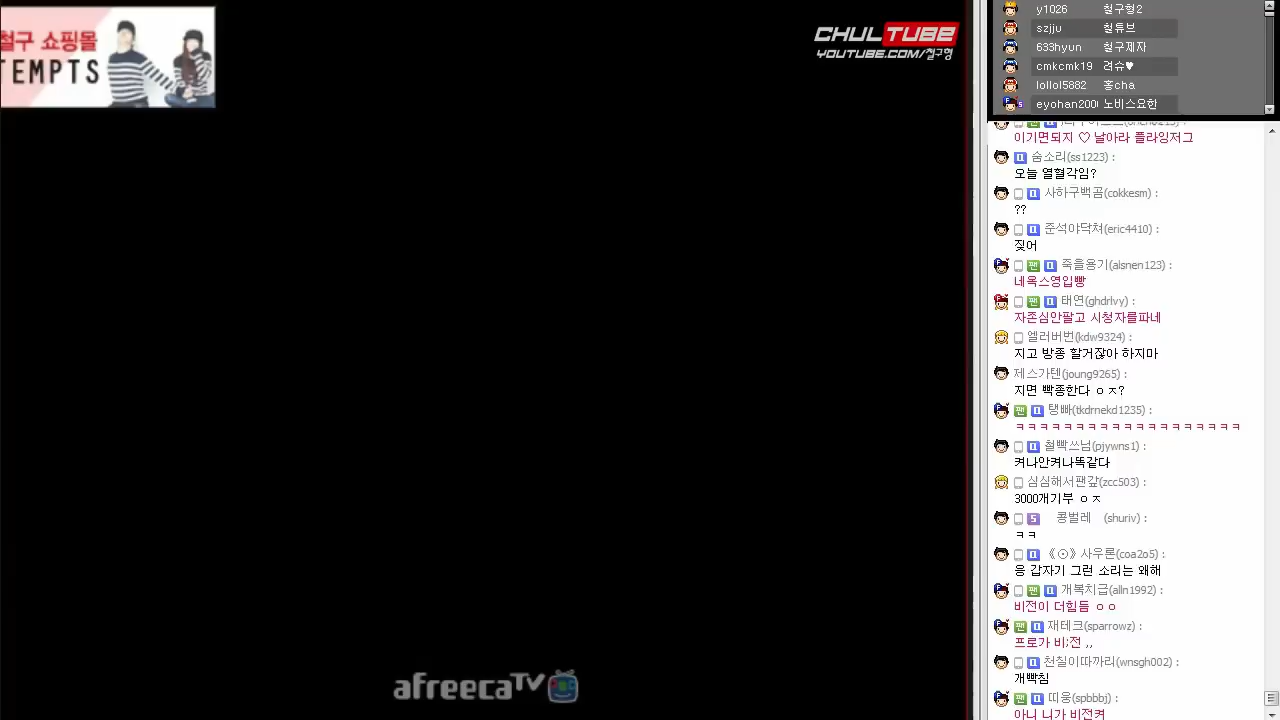 철구 쇼핑몰
TEMPTS
CHULTUBE
YOUTUBE.COM/철구형
afreecaTV
y1026 철구형2
szjju 철튜브
633hyun 철구제자
cmkcmk19 려슈♥
lollol5882 홍cha
eyohan200 노비스요한
이기면되지 ♡ 날아라 플라잉저그
숨소리(ss1223) :
오늘 열혈각임?
사하구백곰(cokkesm) :
??
준석야닥쳐(eric4410) :
짖어
죽을용기(alsnen123) :
네옥스영입빵
태연(ghdrlvy) :
자존심안팔고 시청자를파네
엘러버번(kdw9324) :
지고 방종 할거잖아 하지마
제스가텐(joung9265) :
지면 빡종한다 ㅇㅈ?
탱빠(tkdrnekd1235) :
ㅋㅋㅋㅋㅋㅋㅋㅋㅋㅋㅋㅋㅋㅋㅋㅋㅋㅋㅋ
철빡쓰님(pjywns1) :
켜나안켜나똑같다
심심해서팬갚(zcc503) :
3000개기부 ㅇㅈ
콩벌레 (shuriv) :
ㅋㅋ
《⊙》사우론(coa2o5) :
응 갑자기 그런 소리는 왜해
개복치급(alln1992) :
비전이 더힘듬 ㅇㅇ
재테크(sparrowz) :
프로가 비;전 ,,
천칠이따까리(wnsgh002) :
개빡침
띠웅(spbbbj) :
아니 니가 비전켜